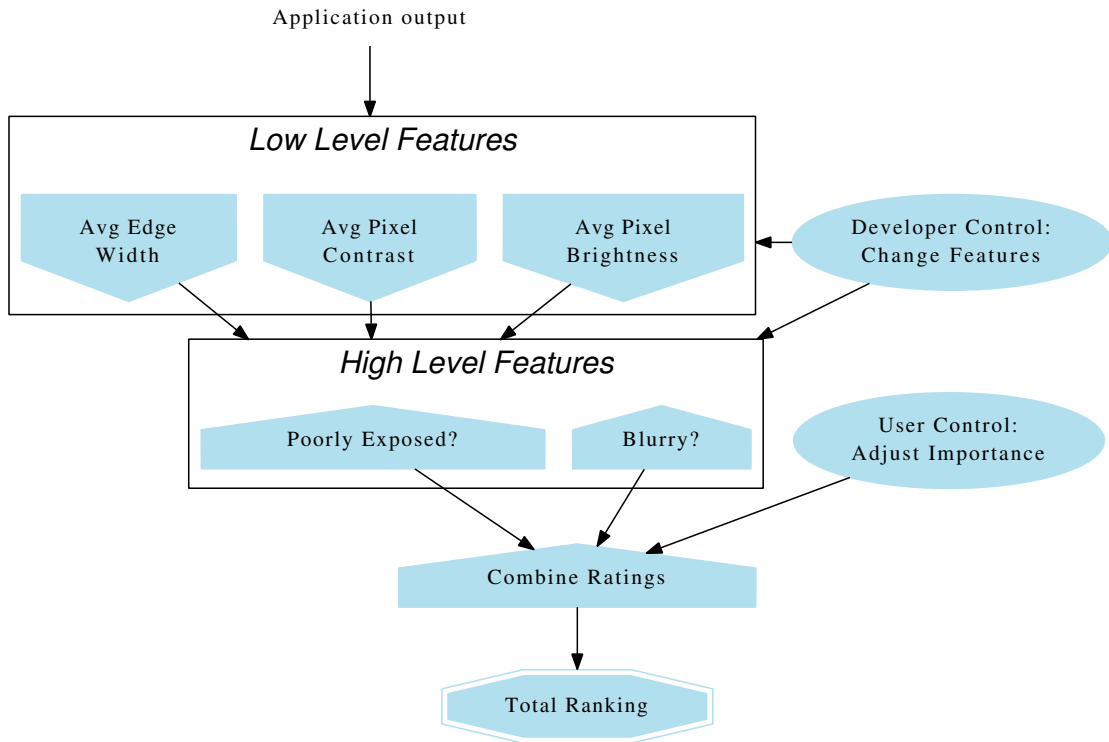 Application output
Low Level Features
Avg Edge
Width
Avg Pixel
Contrast
Avg Pixel
Brightness
Developer Control:
Change Features
High Level Features
Poorly Exposed?
Blurry?
User Control:
Adjust Importance
Combine Ratings
Total Ranking